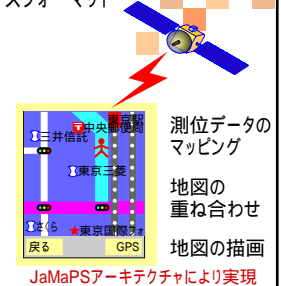 スフォーマット
東京駅
中央郵便局
三井信託
東京三菱
さくら
★東京国際フォ
戻る
GPS
測位データの
マッピング
地図の
重ね合わせ
地図の描画
JaMaPSアーキテクチャにより実現